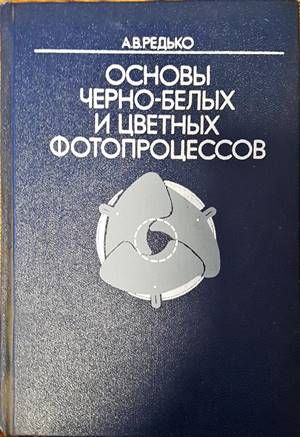 А.В.РЕДЬКО
ОСНОВЫ
ЧЕРНО-БЕЛЫХ
И ЦВЕТНЫХ
ФОТОПРОЦЕССОВ